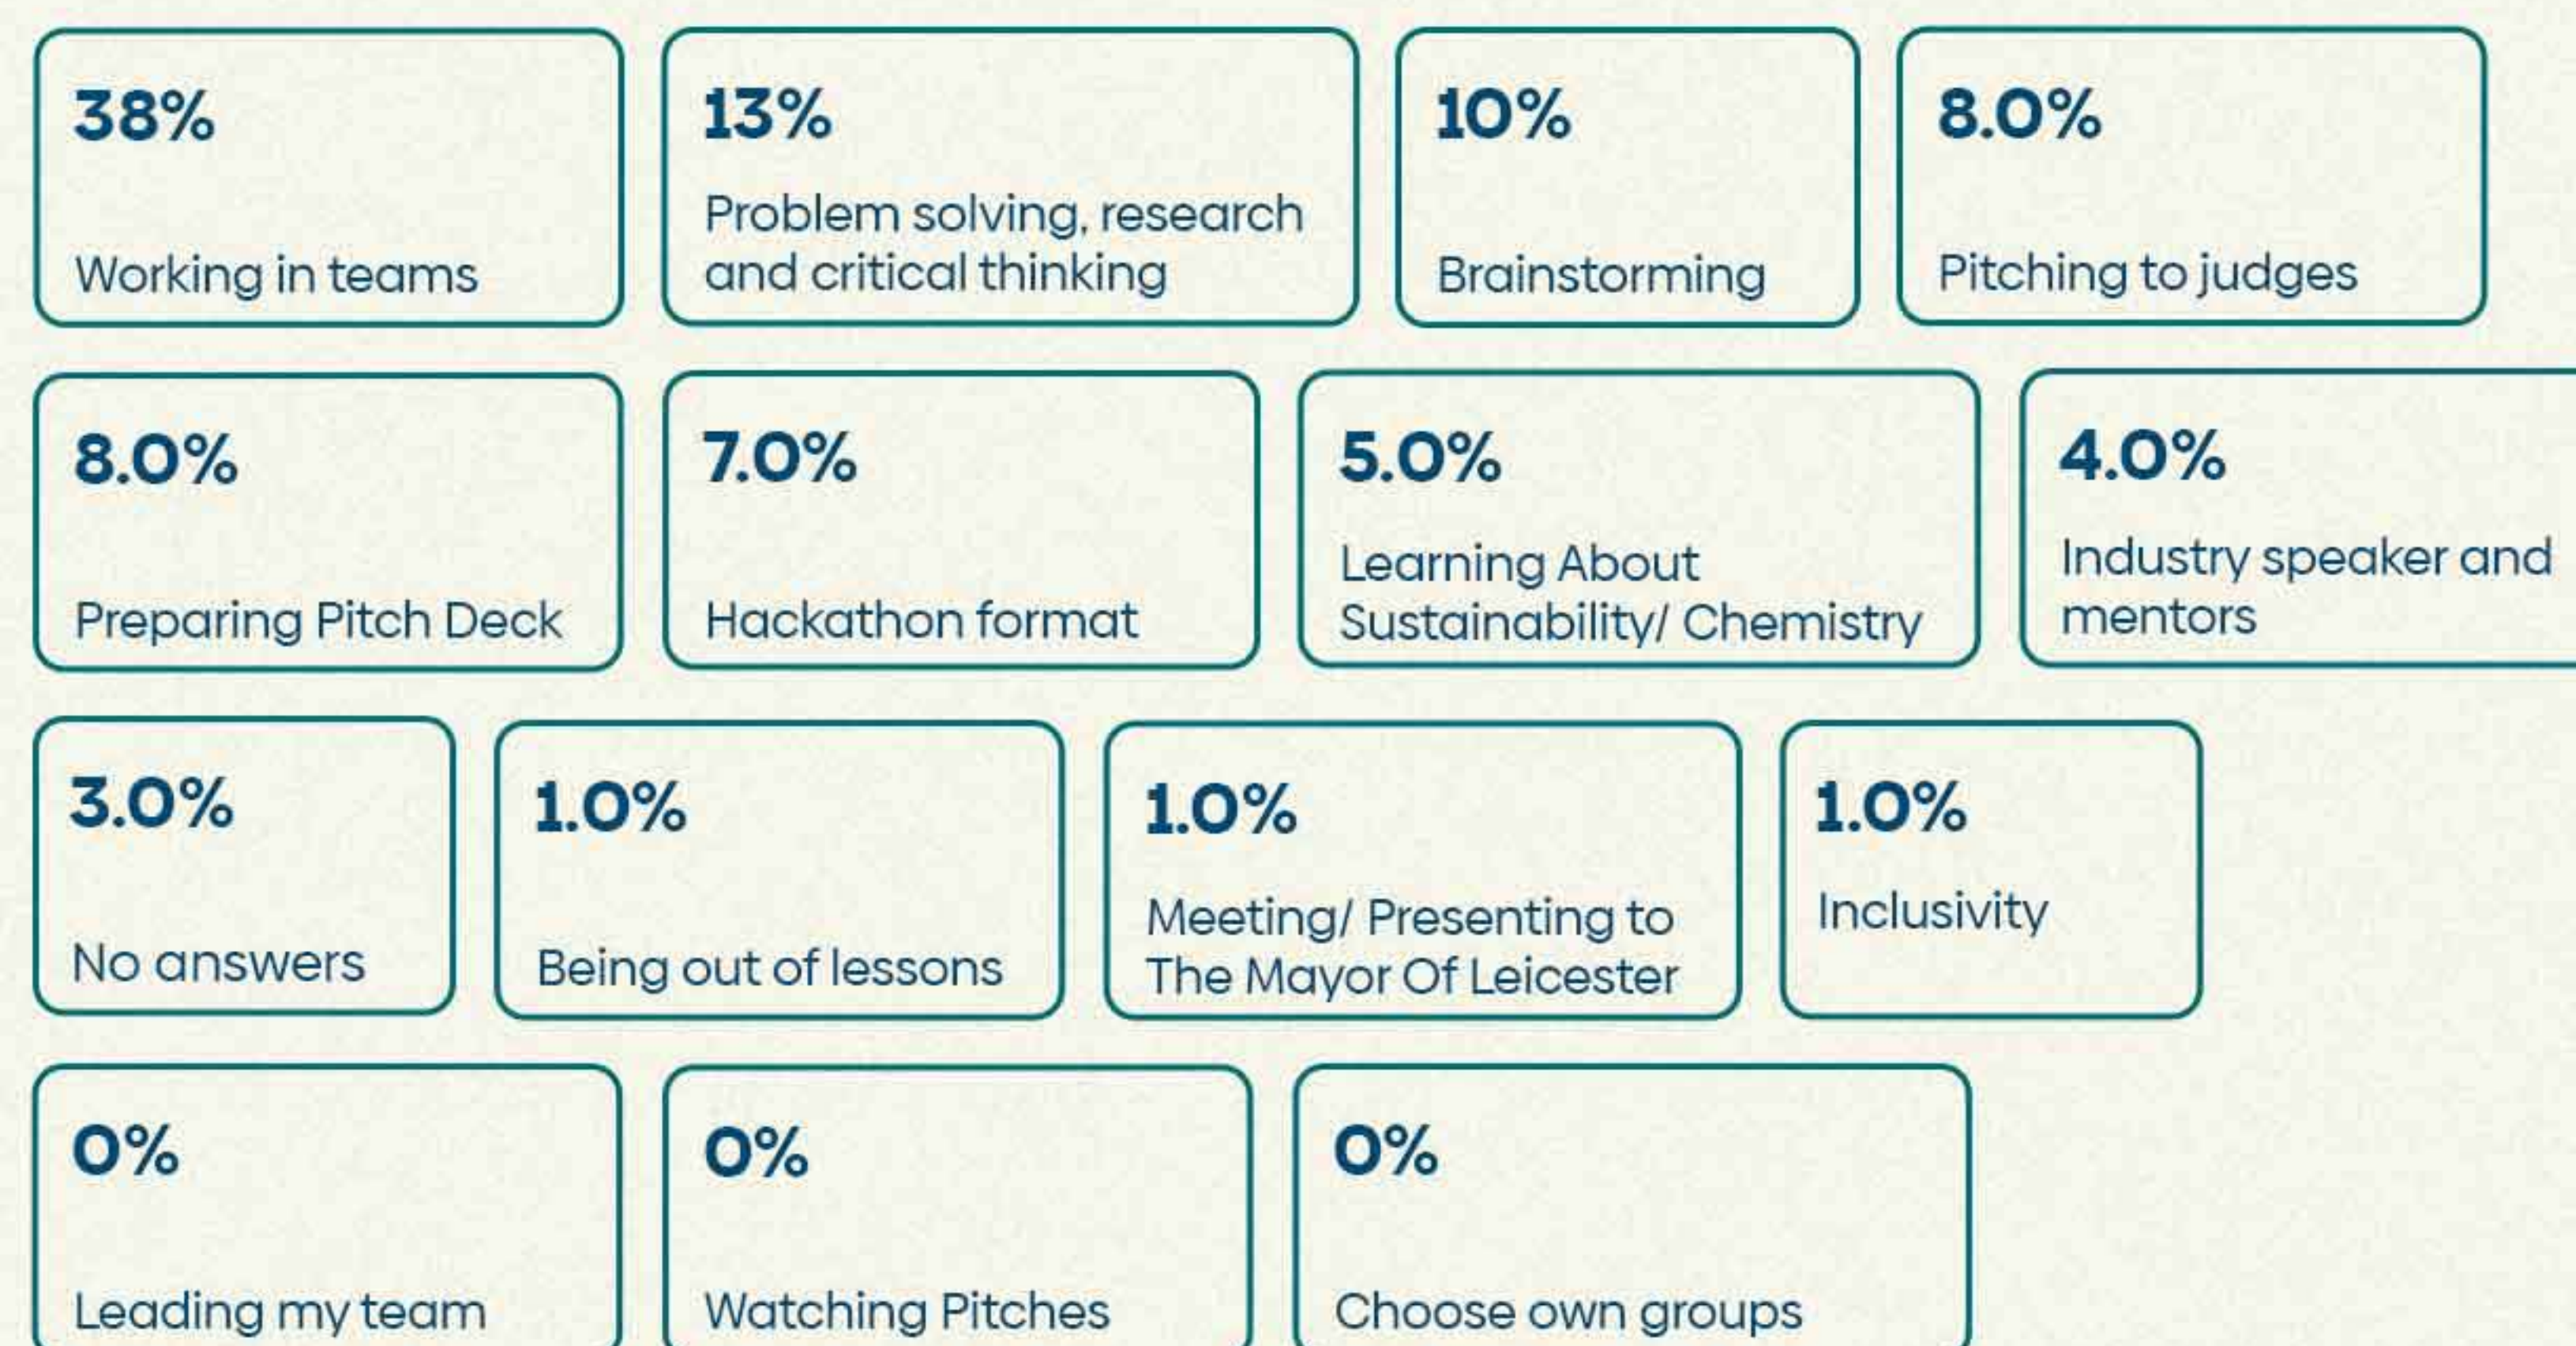 38%
Working in teams
13%
Problem solving, research
and critical thinking
10%
Brainstorming
8.0%
Pitching to judges
8.0%
Preparing Pitch Deck
7.0%
Hackathon format
5.0%
Learning About
Sustainability/ Chemistry
4.0%
Industry speaker and
mentors
3.0%
No answers
1.0%
Being out of lessons
1.0%
Meeting/ Presenting to
The Mayor Of Leicester
1.0%
Inclusivity
0%
Leading my team
0%
Watching Pitches
0%
Choose own groups